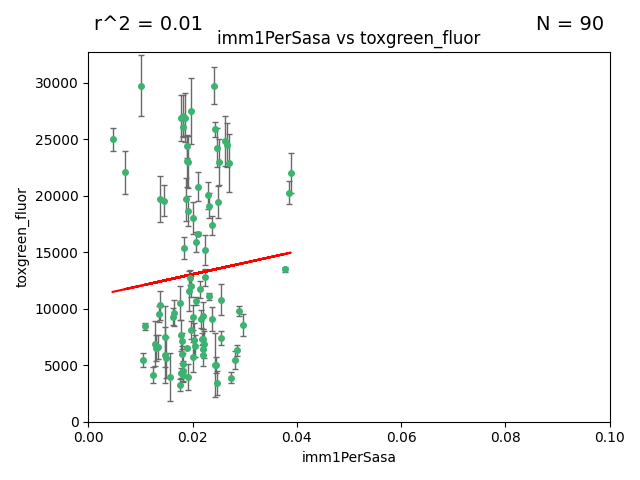 r^2 = 0.01
N = 90
imm1PerSasa vs toxgreen_fluor
toxgreen_fluor
30000
25000
20000
15000
10000
5000
0
0.00
0.02
0.04
0.06
0.08
0.10
imm1PerSasa